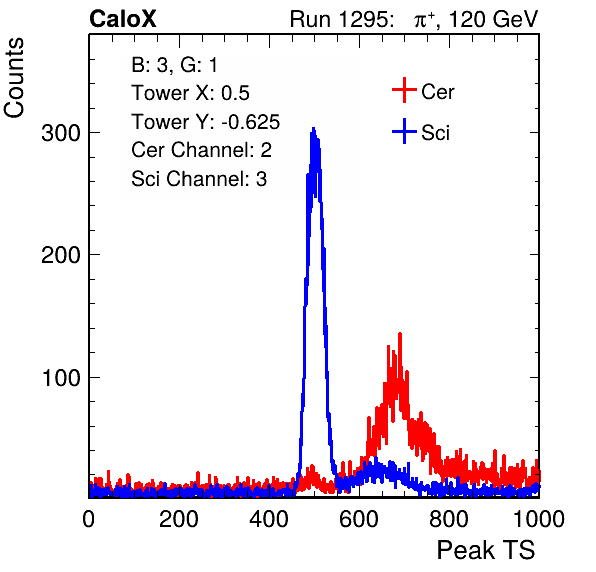 CaloX Run 1295: π⁺, 120 GeV
Counts
B: 3, G: 1
Tower X: 0.5
Tower Y: -0.625
Cer Channel: 2
Sci Channel: 3
Cer
Sci
300
200
100
0 200 400 600 800 1000
Peak TS